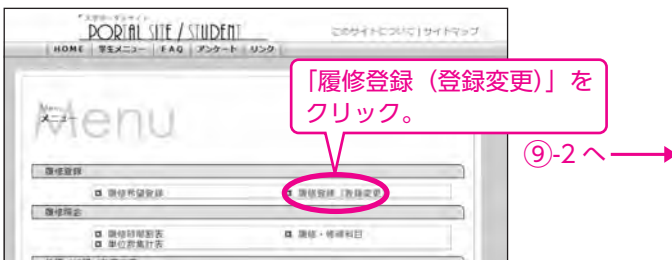 PORTAL SITE / STUDENT
このサイトについて | サイトマップ
HOME | 学生メニュー | FAQ | アンケート | リンク
「履修登録（登録変更）」を
クリック。
Menu
メニュー
⑨-2 へ
履修登録
履修希望登録
履修登録「登録変更
履修照会
履修時間割表
履修・修得科目
単位数集計表